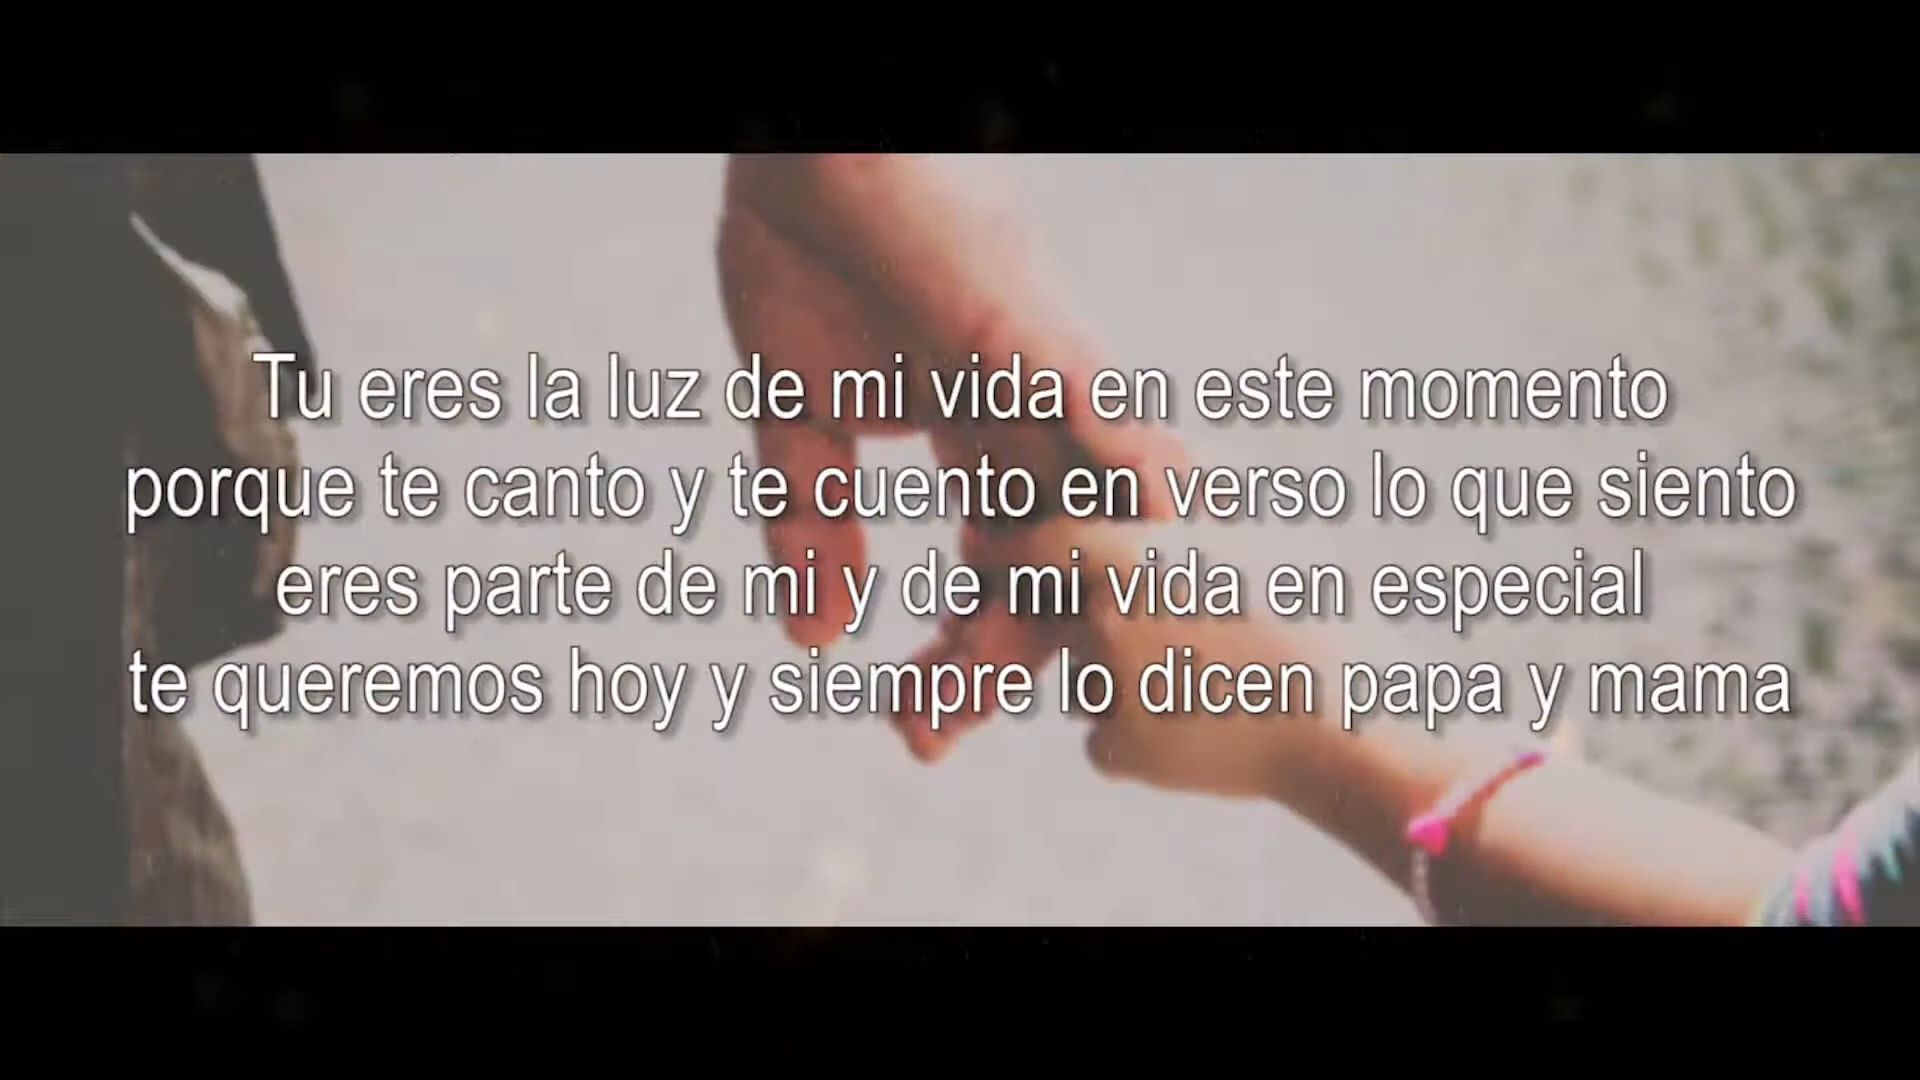 Tu eres la luz de mi vida en este momento
porque te canto y te cuento en verso lo que siento
eres parte de mi y de mi vida en especial
te queremos hoy y siempre lo dicen papa y mama